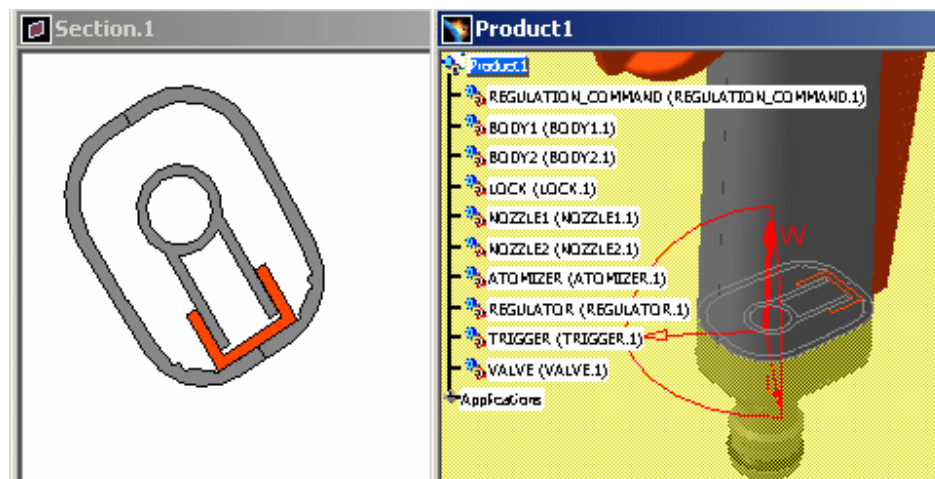 Section.1
Product1
Product1
REGULATION_COMMAND (REGULATION_COMMAND.1)
BODY1 (BODY1.1)
BODY2 (BODY2.1)
LOCK (LOCK.1)
NOZZLE1 (NOZZLE1.1)
NOZZLE2 (NOZZLE2.1)
ATOMIZER (ATOMIZER.1)
REGULATOR (REGULATOR.1)
TRIGGER (TRIGGER.1)
VALVE (VALVE.1)
Applications
W